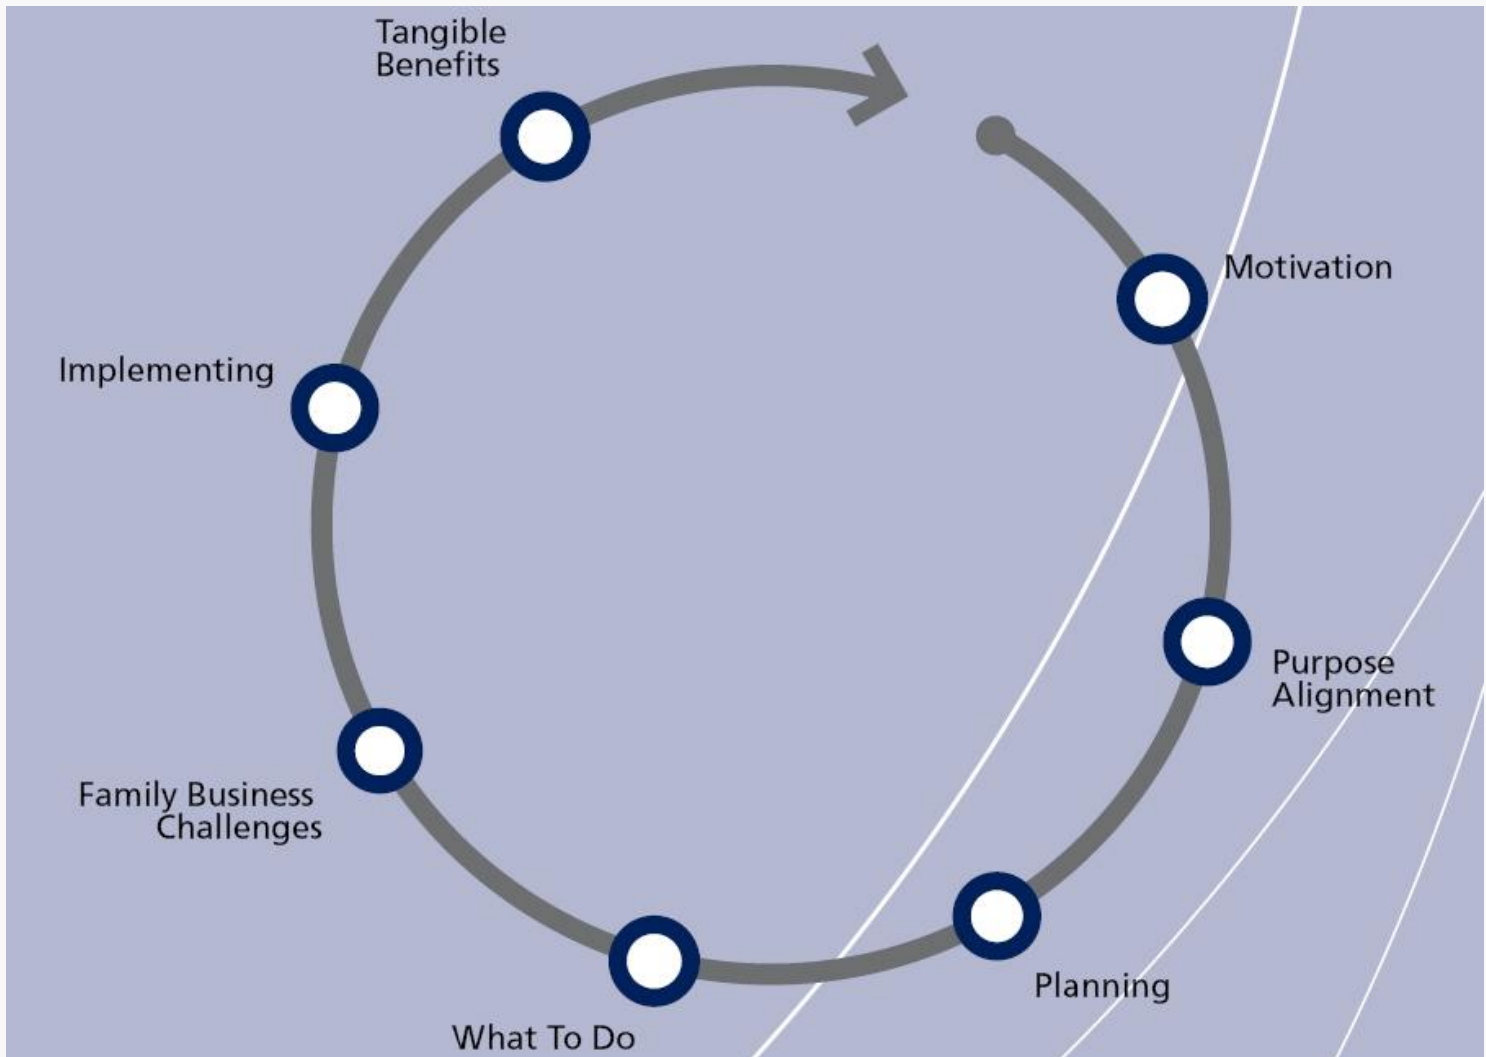 Tangible
Benefits
Motivation
Implementing
Purpose
Alignment
Family Business
Challenges
Planning
What To Do